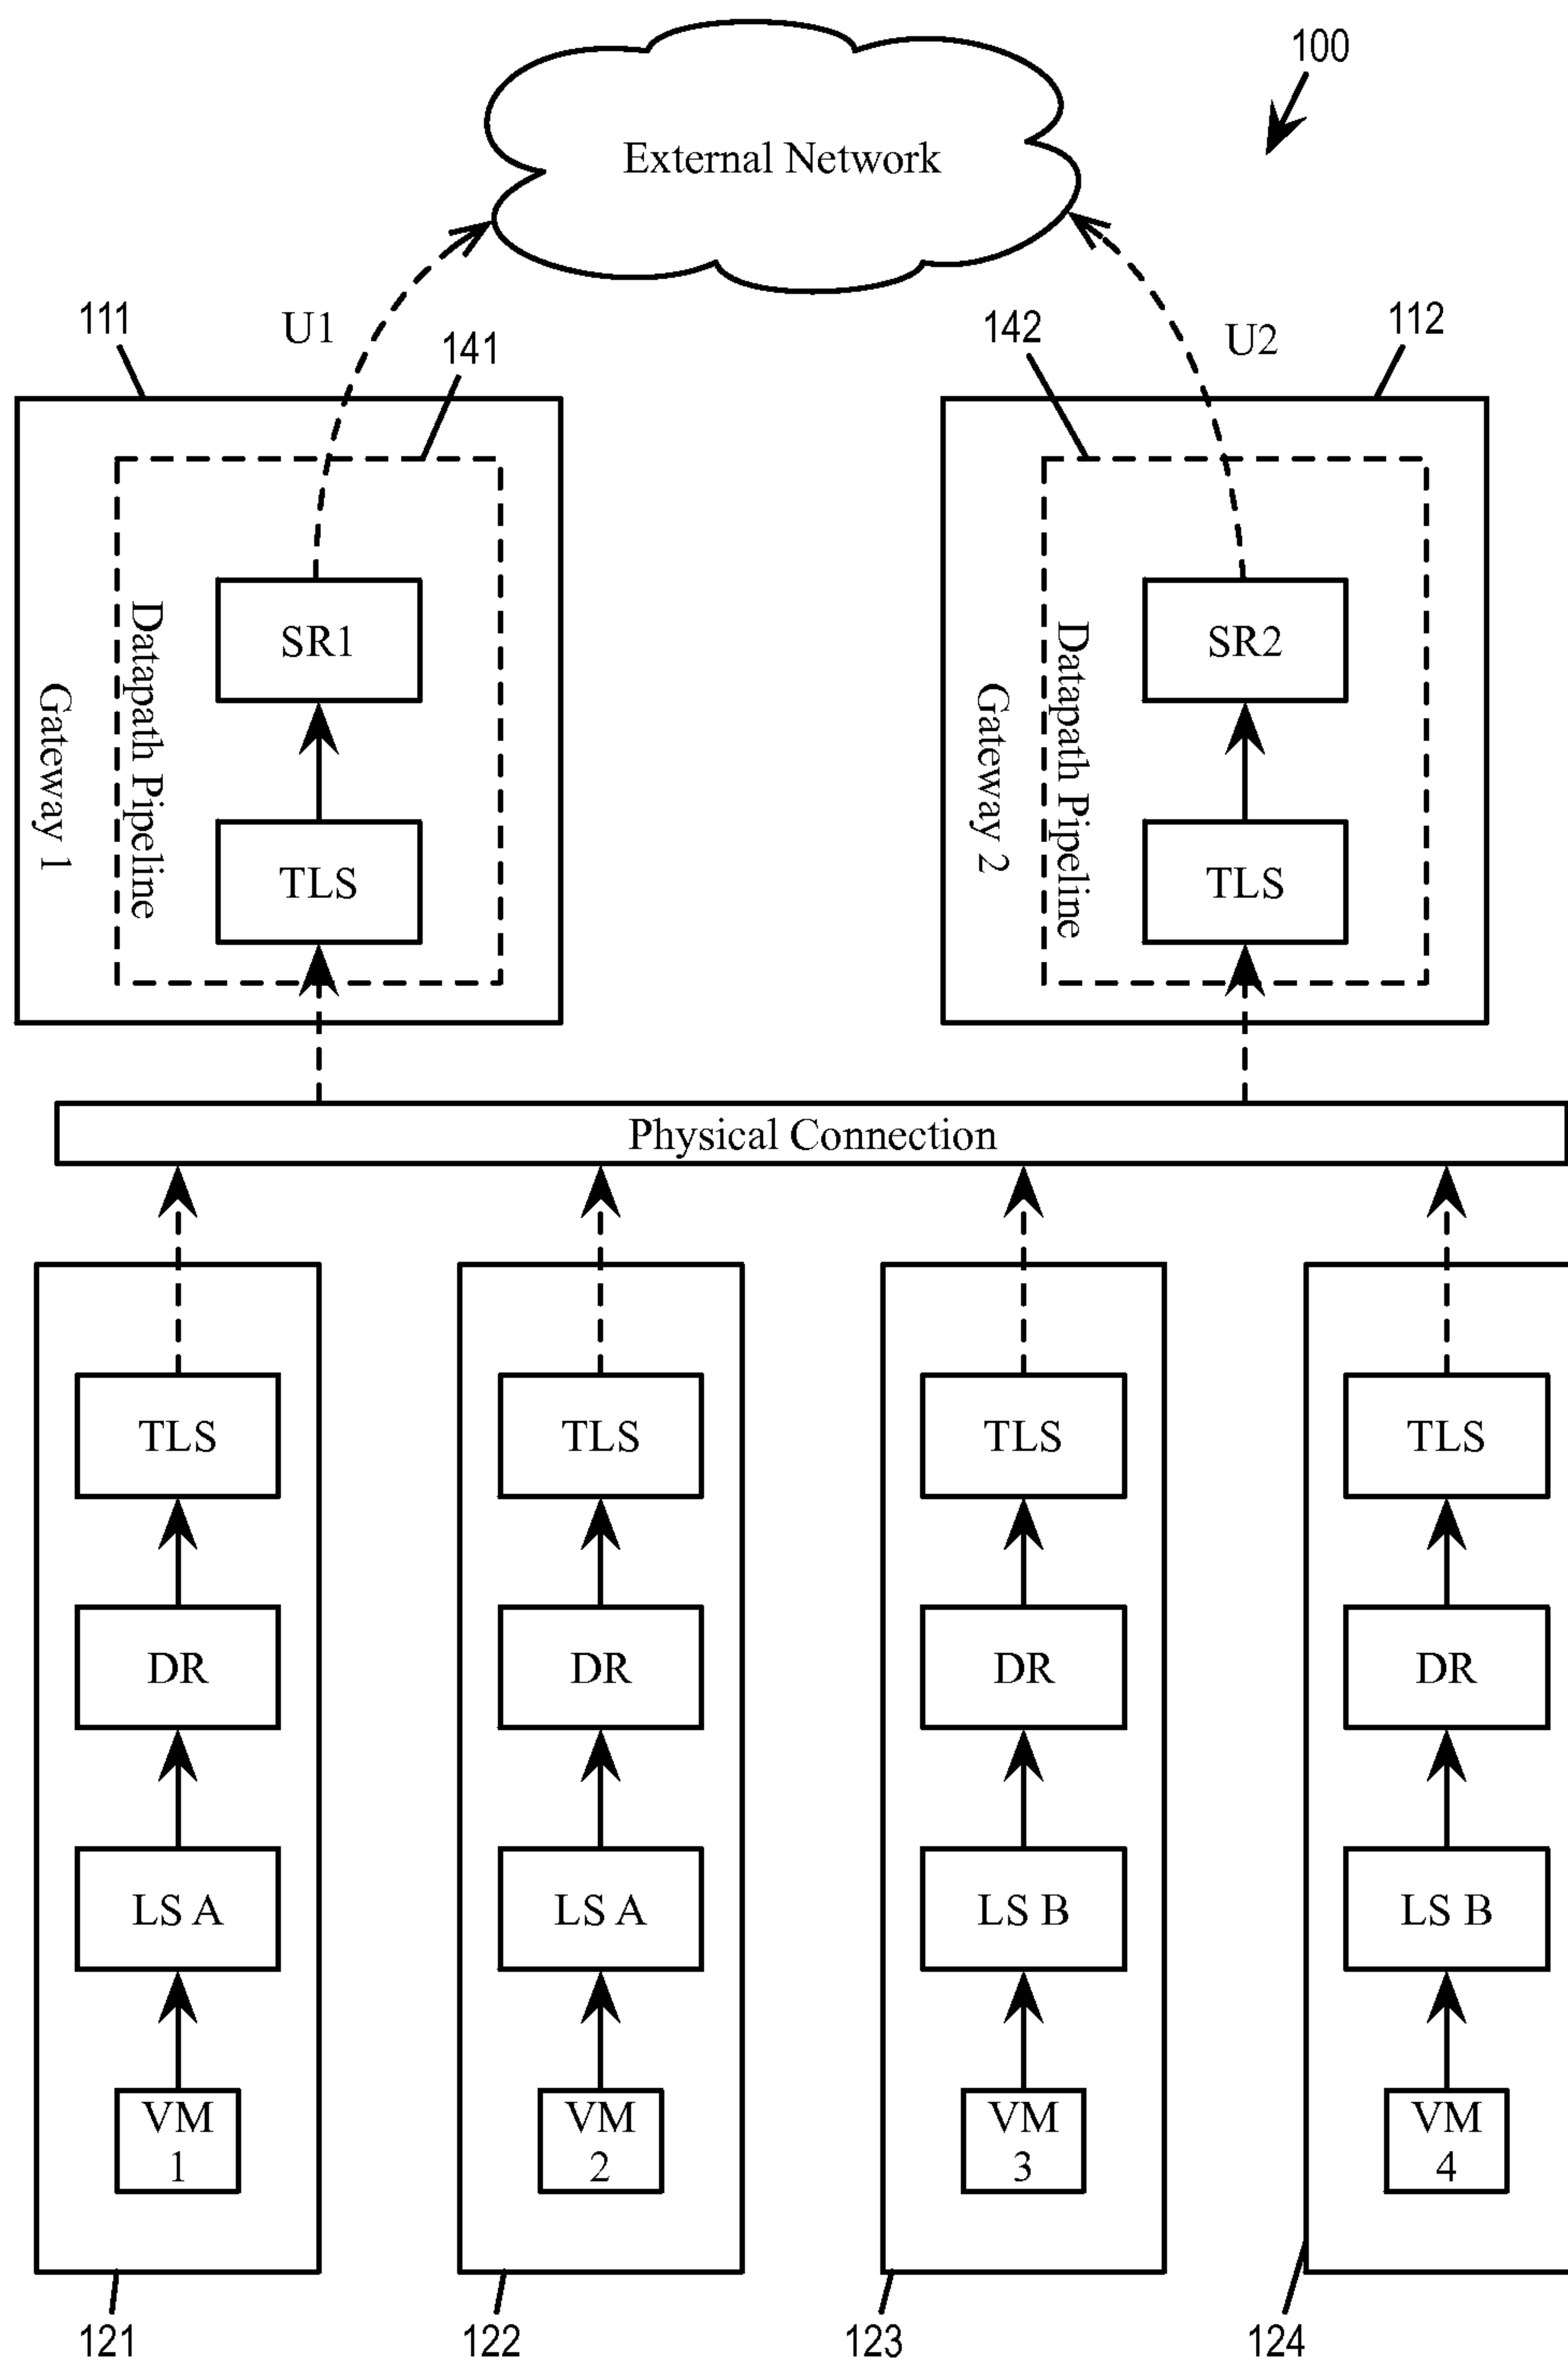 100
External Network
111
U1
141
142
U2
112
Gateway 1
Datapath Pipeline
SR1
TLS
Gateway 2
Datapath Pipeline
SR2
TLS
Physical Connection
TLS
TLS
TLS
TLS
DR
DR
DR
DR
LS A
LS A
LS B
LS B
VM
1
VM
2
VM
3
VM
4
121
122
123
124